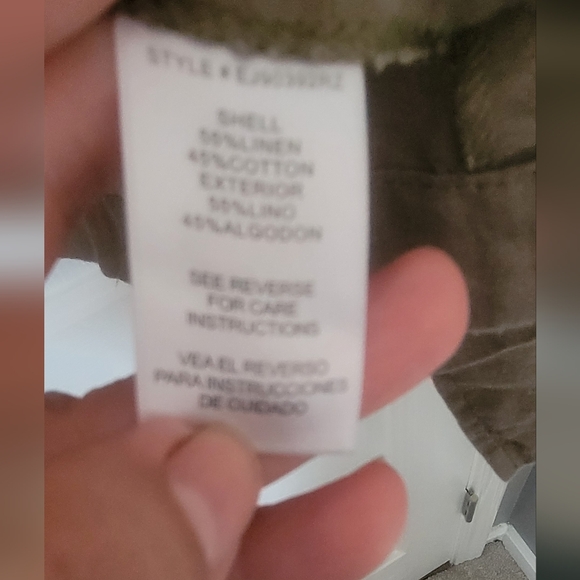 STYLE #
SHELL
55%LINEN
45%COTTON
EXTERIOR
55%LINO
45%ALGODON
SEE REVERSE
FOR CARE
INSTRUCTIONS
VEA EL REVERSO
PARA INSTRUCCIONES
DE CUIDADO